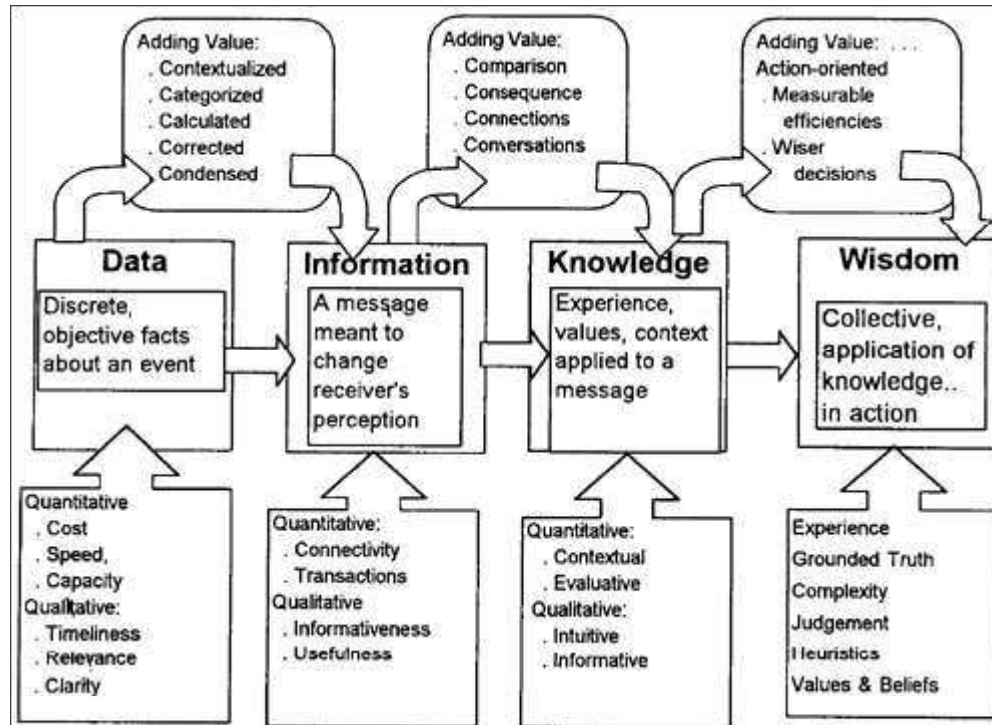 Adding Value:
. Contextualized
. Categorized
. Calculated
. Corrected
. Condensed
Adding Value:
. Comparison
. Consequence
. Connections
. Conversations
Adding Value: . . .
Action-oriented
. Measurable
efficiencies
. Wiser
decisions
Data
Discrete,
objective facts
about an event
Information
A message
meant to
change
receiver's
perception
Knowledge
Experience,
values, context
applied to a
message
Wisdom
Collective,
application of
knowledge..
in action
Quantitative
. Cost
. Speed,
. Capacity
Qualitative:
. Timeliness
. Relevance
. Clarity
Quantitative:
. Connectivity
. Transactions
Qualitative
. Informativeness
. Usefulness
Quantitative:
. Contextual
. Evaluative
Qualitative:
. Intuitive
. Informative
Experience
Grounded Truth
Complexity
Judgement
Heuristics
Values & Beliefs